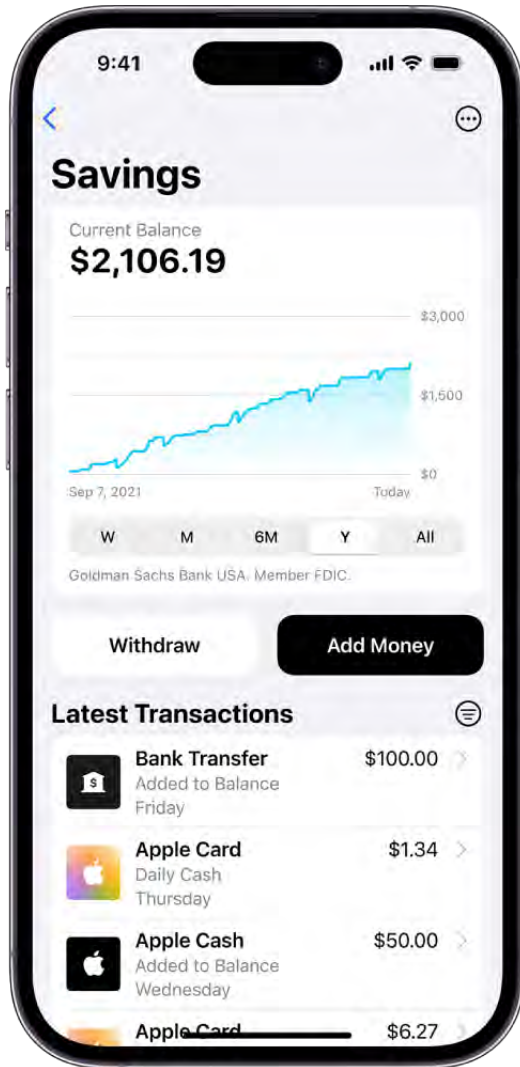 9:41
Savings
Current Balance
$2,106.19
$3,000
$1,500
$0
Sep 7, 2021 Today
W M 6M Y All
Goldman Sachs Bank USA. Member FDIC.
Withdraw Add Money
Latest Transactions
Bank Transfer $100.00
Added to Balance
Friday
Apple Card $1.34
Daily Cash
Thursday
Apple Cash $50.00
Added to Balance
Wednesday
Apple Card $6.27